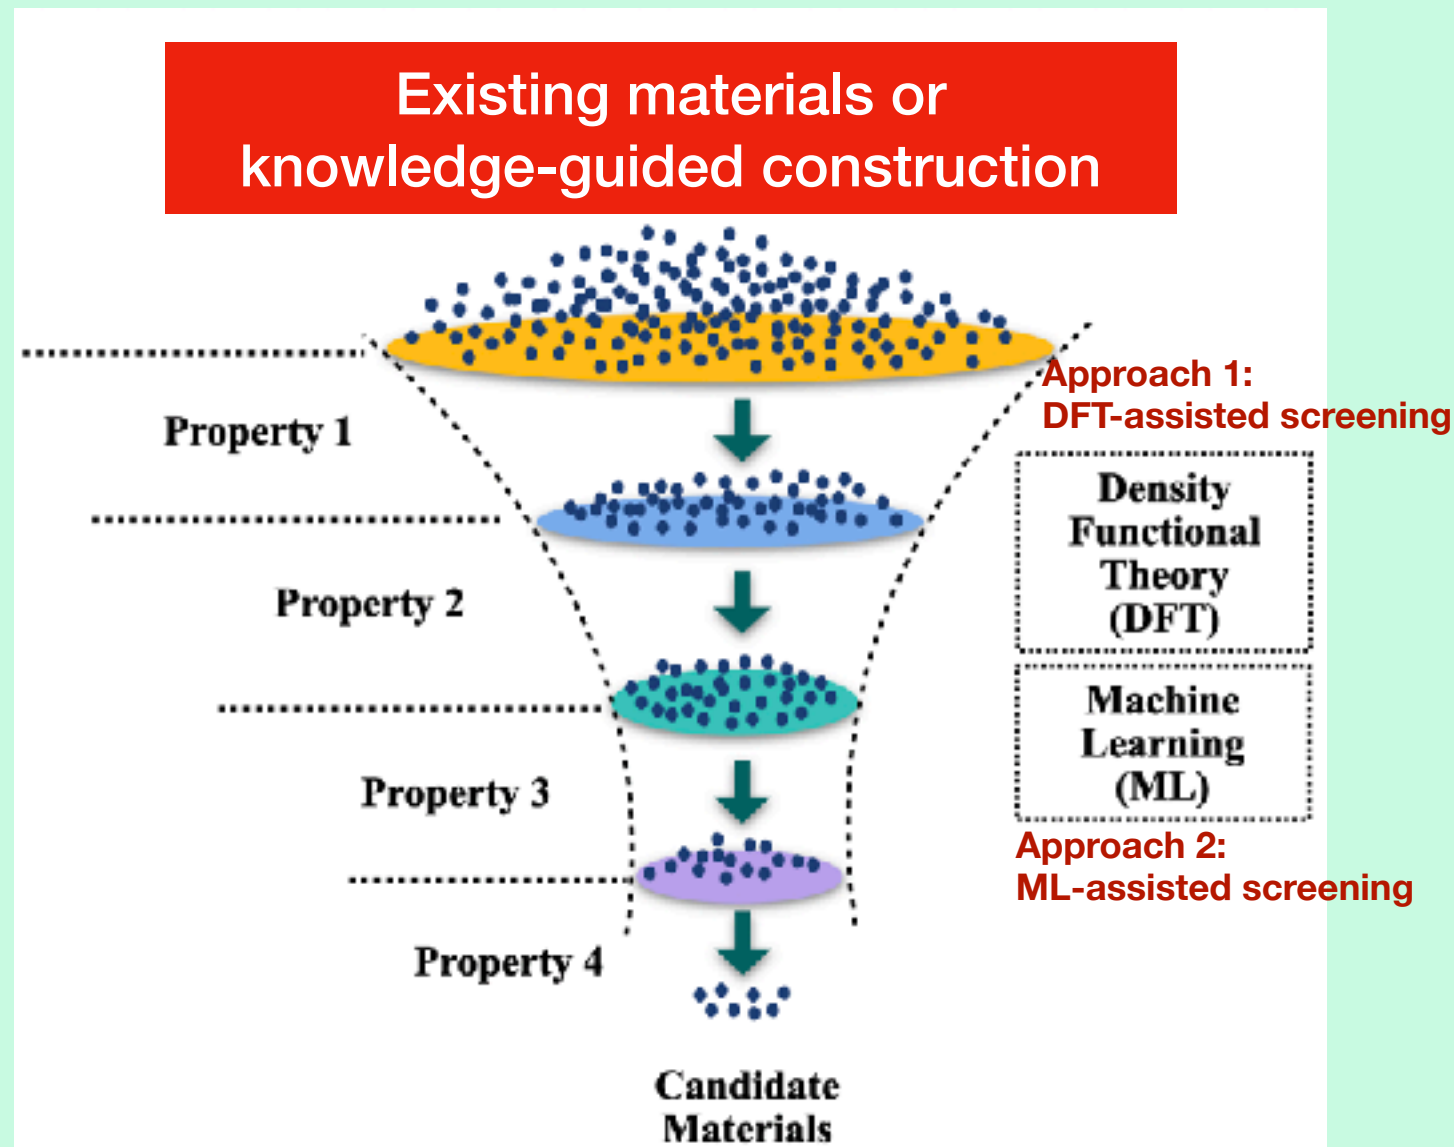 Existing materials or
knowledge-guided construction
Approach 1:
DFT-assisted screening
Property 1
Density
Functional
Theory
(DFT)
Property 2
Machine
Learning
(ML)
Property 3
Approach 2:
ML-assisted screening
Property 4
Candidate
Materials